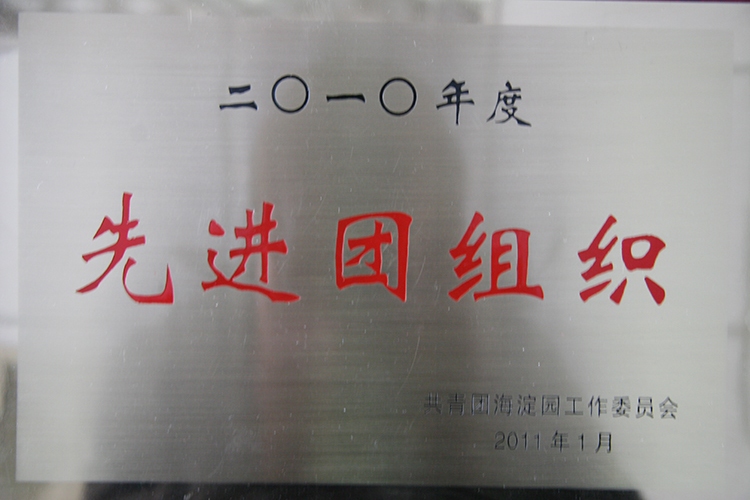 二〇一〇年度
先进团组织
共青团海淀园工作委员会
2011年1月